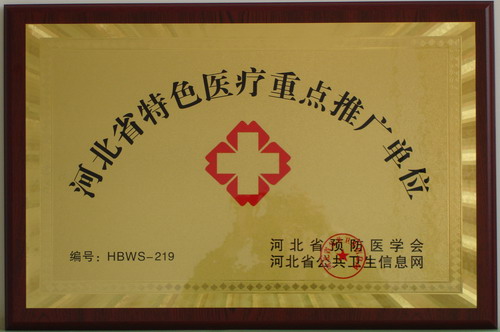 河北省特色医疗重点推广单位
编号：HBWS-219
河北省预防医学会
河北省公共卫生信息网